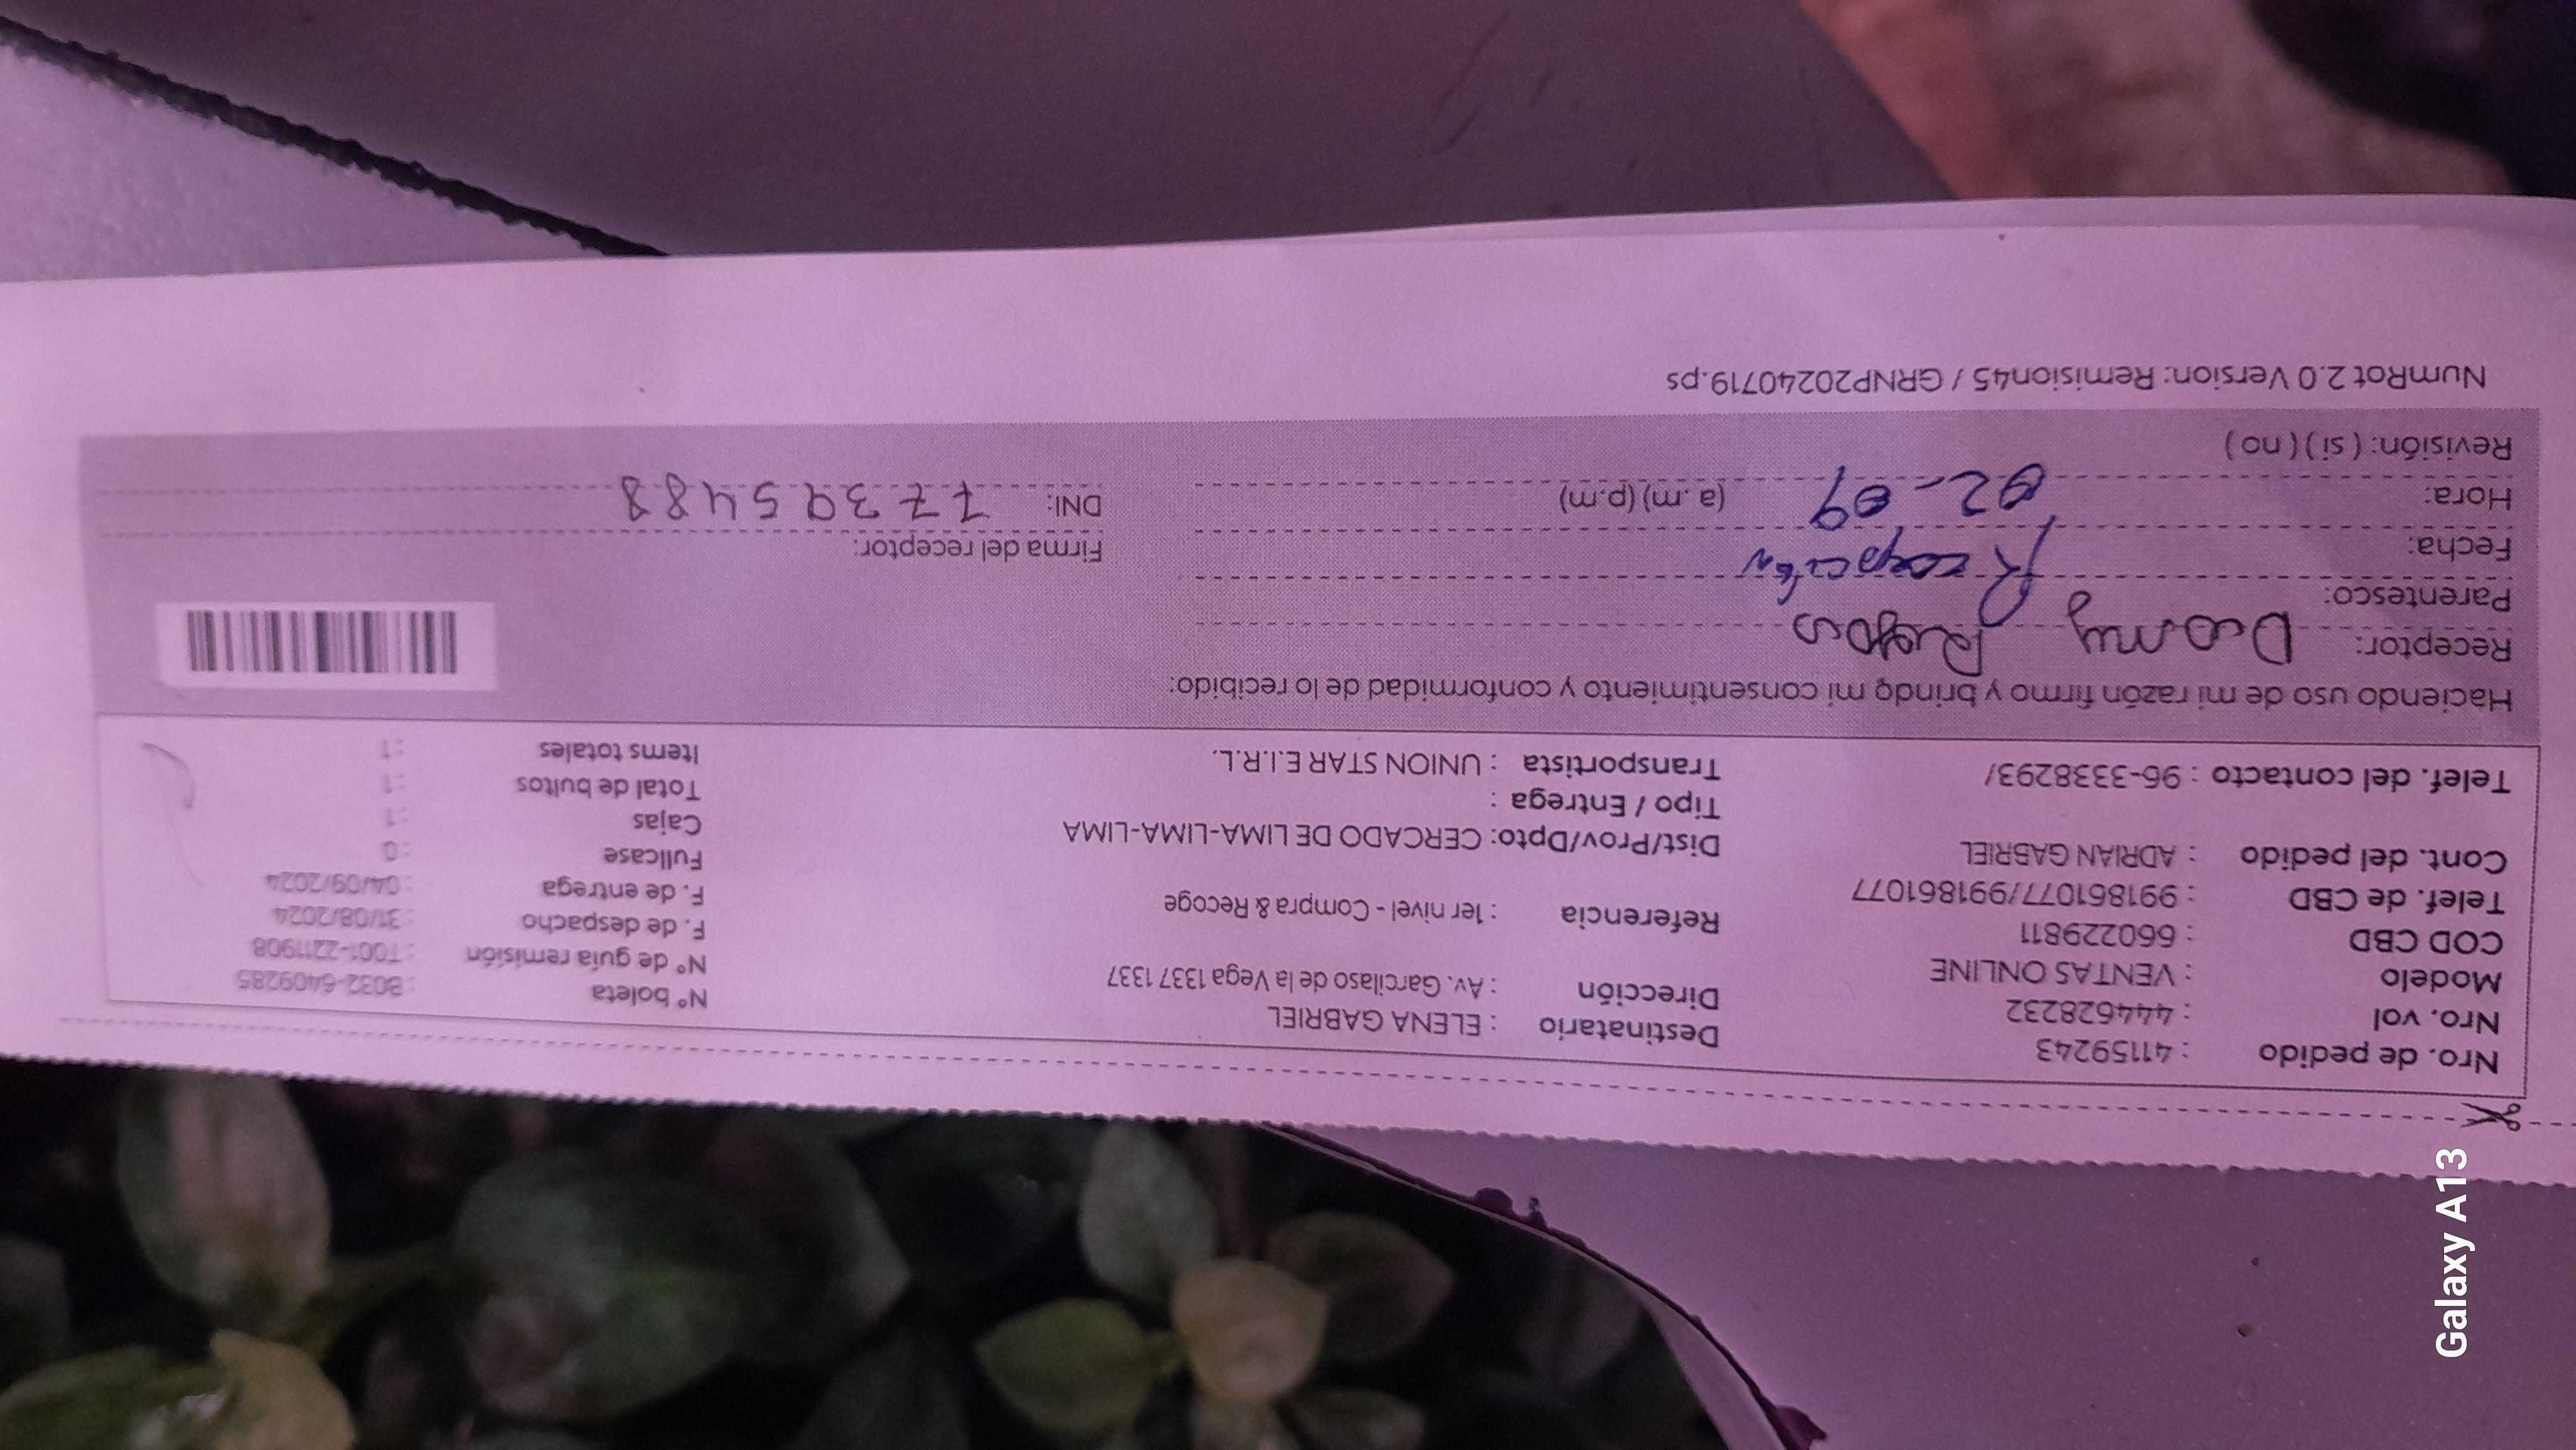 Nro. de pedido : 41159243
Nro. vol : 444628232
Modelo : VENTAS ONLINE
COD CBD : 660229811
Telef. de CBD : 991861077/991861077
Cont. del pedido : ADRIAN GABRIEL
Telef. del contacto : 96-3338293/
Destinatario : ELENA GABRIEL
Dirección : Av. Garcilaso de la Vega 1337 1337
Referencia : 1er nivel - Compra & Recoge
Dist/Prov/Dpto: CERCADO DE LIMA-LIMA-LIMA
Tipo / Entrega :
Transportista : UNION STAR E.I.R.L.
N° boleta : B032-6409285
N° de guía remisión : T001-2211908
F. de despacho : 31/08/2024
F. de entrega : 04/09/2024
Fullcase : 0
Cajas : 1
Total de bultos : 1
Items totales : 1
Haciendo uso de mi razón firmo y brindo mi consentimiento y conformidad de lo recibido:
Receptor:
Parentesco: Recepción
Fecha: 02-09
Hora: (a.m) (p.m)
Revisión: ( si ) ( no )
Firma del receptor:
DNI: 77395488
NumRot 2.0 Version: Remision45 / GRNP20240719.ps
Galaxy A13